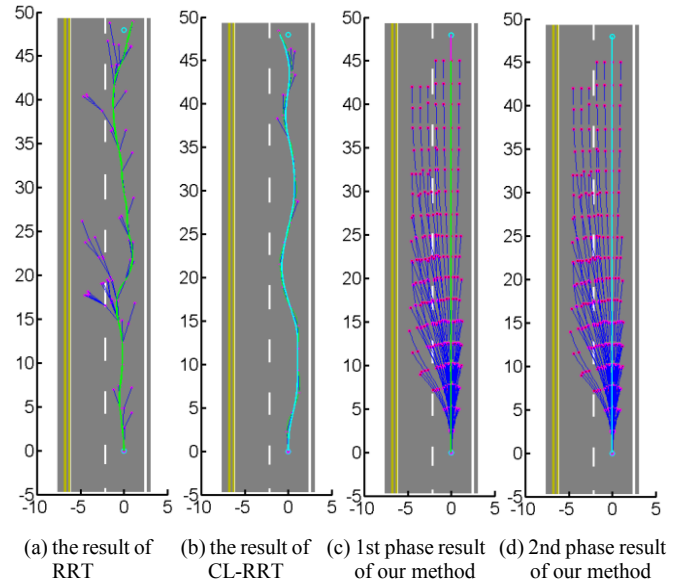 50 50 50 50
45 45 45 45
40 40 40 40
35 35 35 35
30 30 30 30
25 25 25 25
20 20 20 20
15 15 15 15
10 10 10 10
5 5 5 5
0 0 0 0
5 5 5 5
-10 -5 0 5 -10 -5 0 5 -10 -5 0 5 -10 -5 0 5
(a) the result of RRT
(b) the result of CL-RRT
(c) 1st phase result of our method
(d) 2nd phase result of our method